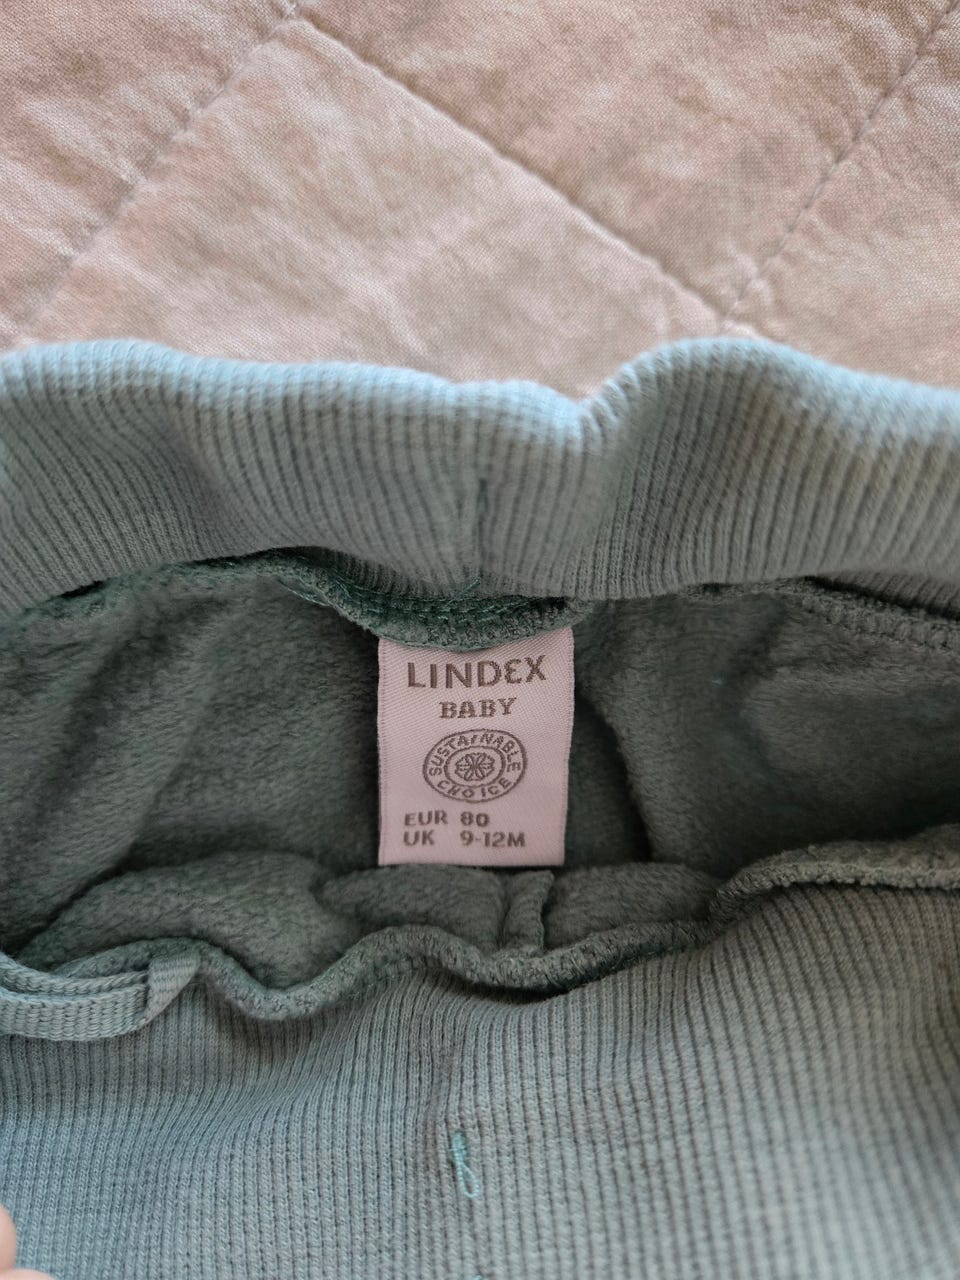 LINDEX
BABY
SUSTAINABLE
CHOICE
EUR 80
UK 9-12M